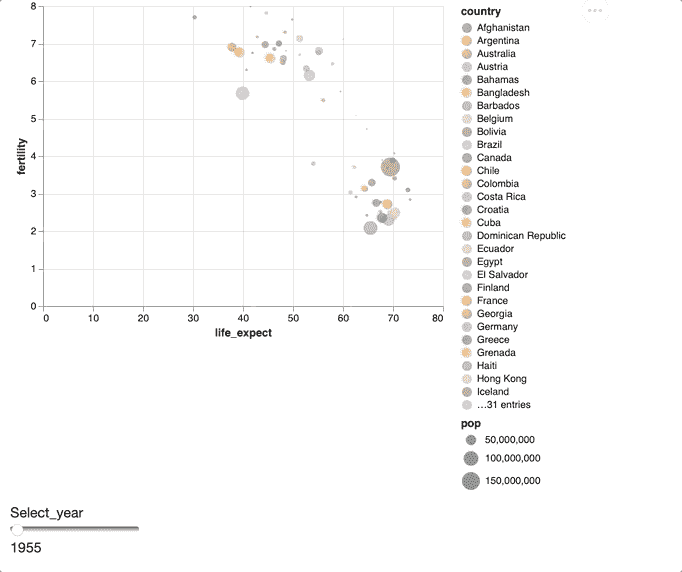 8
7
6
5
4
3
2
1
0
fertility
0 10 20 30 40 50 60 70 80
life_expect
country
Afghanistan
Argentina
Australia
Austria
Bahamas
Bangladesh
Barbados
Belgium
Bolivia
Brazil
Canada
Chile
Colombia
Costa Rica
Croatia
Cuba
Dominican Republic
Ecuador
Egypt
El Salvador
Finland
France
Georgia
Germany
Greece
Grenada
Haiti
Hong Kong
Iceland
…31 entries
pop
50,000,000
100,000,000
150,000,000
Select_year
1955